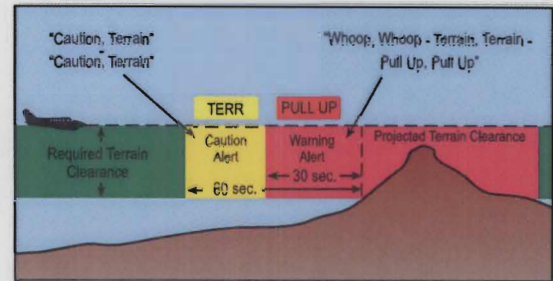 "Caution, Terrain"
"Caution, Terrain"
"Whoop, Whoop - Terrain, Terrain -
Pull Up, Pull Up"
TERR
PULL UP
Required Terrain
Clearance
Caution
Alert
Warning
Alert
Projected Terrain Clearance
30 sec.
60 sec.